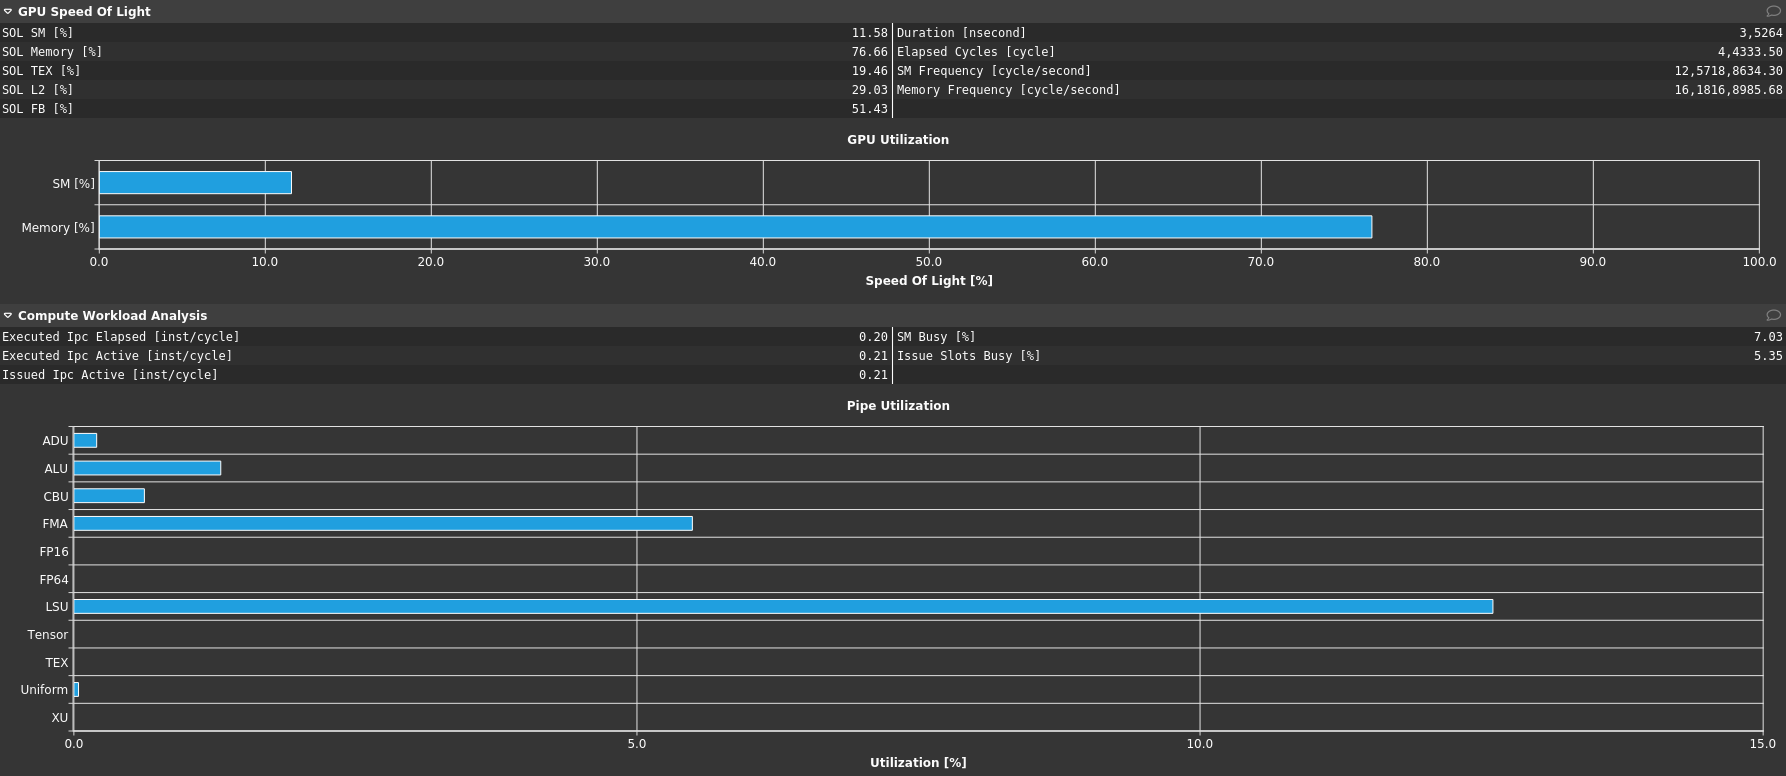 GPU Speed Of Light
SOL SM [%] 11.58 Duration [nsecond] 3,5264
SOL Memory [%] 76.66 Elapsed Cycles [cycle] 4,4333.50
SOL TEX [%] 19.46 SM Frequency [cycle/second] 12,5718,8634.30
SOL L2 [%] 29.03 Memory Frequency [cycle/second] 16,1816,8985.68
SOL FB [%] 51.43
GPU Utilization
SM [%]
Memory [%]
0.0 10.0 20.0 30.0 40.0 50.0 60.0 70.0 80.0 90.0 100.0
Speed Of Light [%]
Compute Workload Analysis
Executed Ipc Elapsed [inst/cycle] 0.20 SM Busy [%] 7.03
Executed Ipc Active [inst/cycle] 0.21 Issue Slots Busy [%] 5.35
Issued Ipc Active [inst/cycle] 0.21
Pipe Utilization
ADU
ALU
CBU
FMA
FP16
FP64
LSU
Tensor
TEX
Uniform
XU
0.0 5.0 10.0 15.0
Utilization [%]